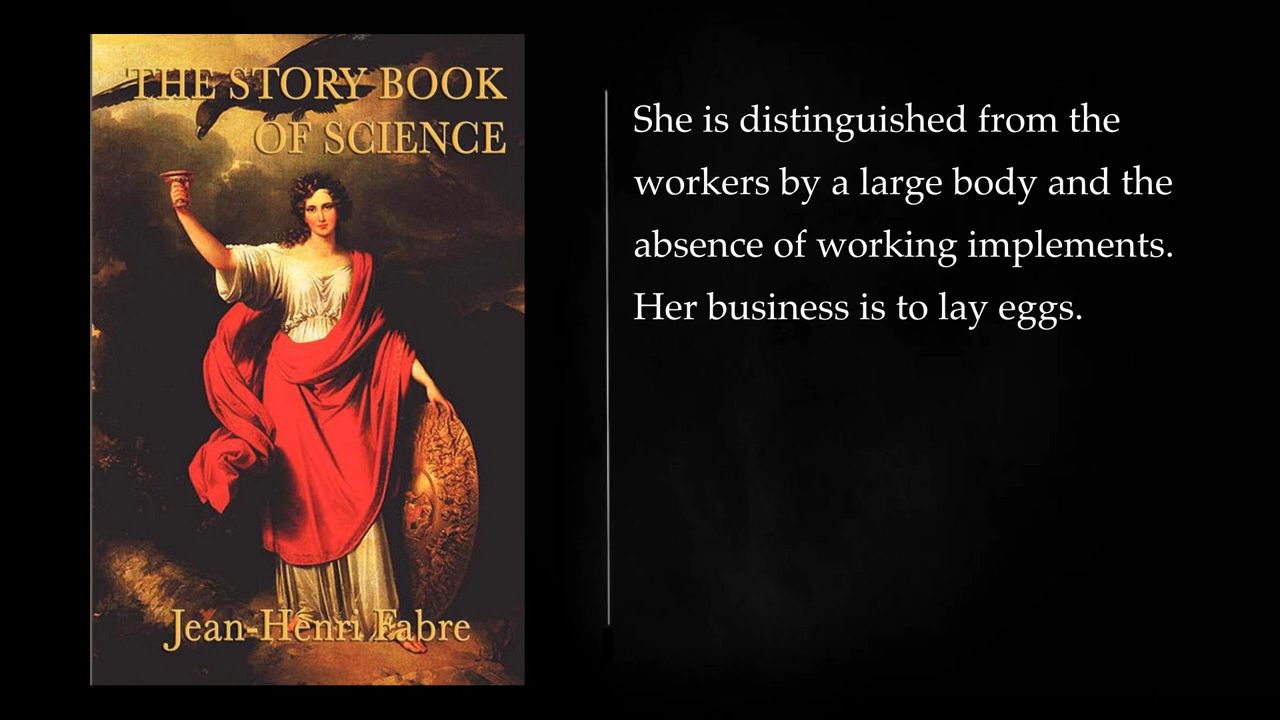 THE STORY BOOK
OF SCIENCE
Jean-Henri Fabre
She is distinguished from the
workers by a large body and the
absence of working implements.
Her business is to lay eggs.